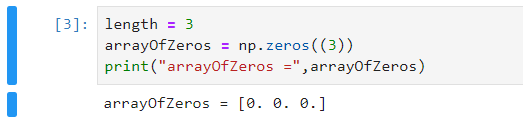 [3]: length = 3
arrayOfZeros = np.zeros((3))
print("arrayOfZeros =",arrayOfZeros)
arrayOfZeros = [0. 0. 0.]